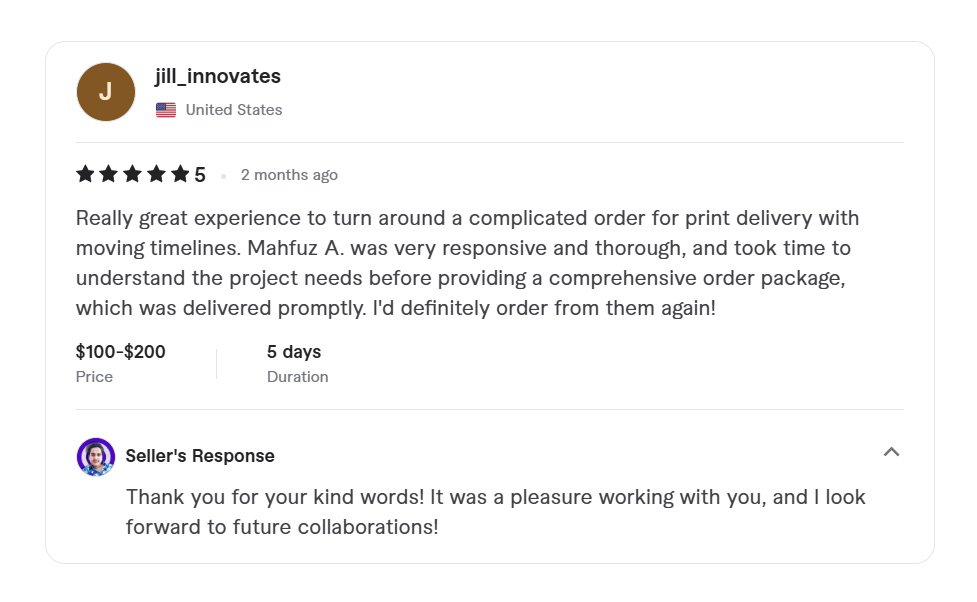 J
jill_innovates
United States
5
2 months ago
Really great experience to turn around a complicated order for print delivery with
moving timelines. Mahfuz A. was very responsive and thorough, and took time to
understand the project needs before providing a comprehensive order package,
which was delivered promptly. I'd definitely order from them again!
$100-$200
Price
5 days
Duration
Seller's Response
Thank you for your kind words! It was a pleasure working with you, and I look
forward to future collaborations!